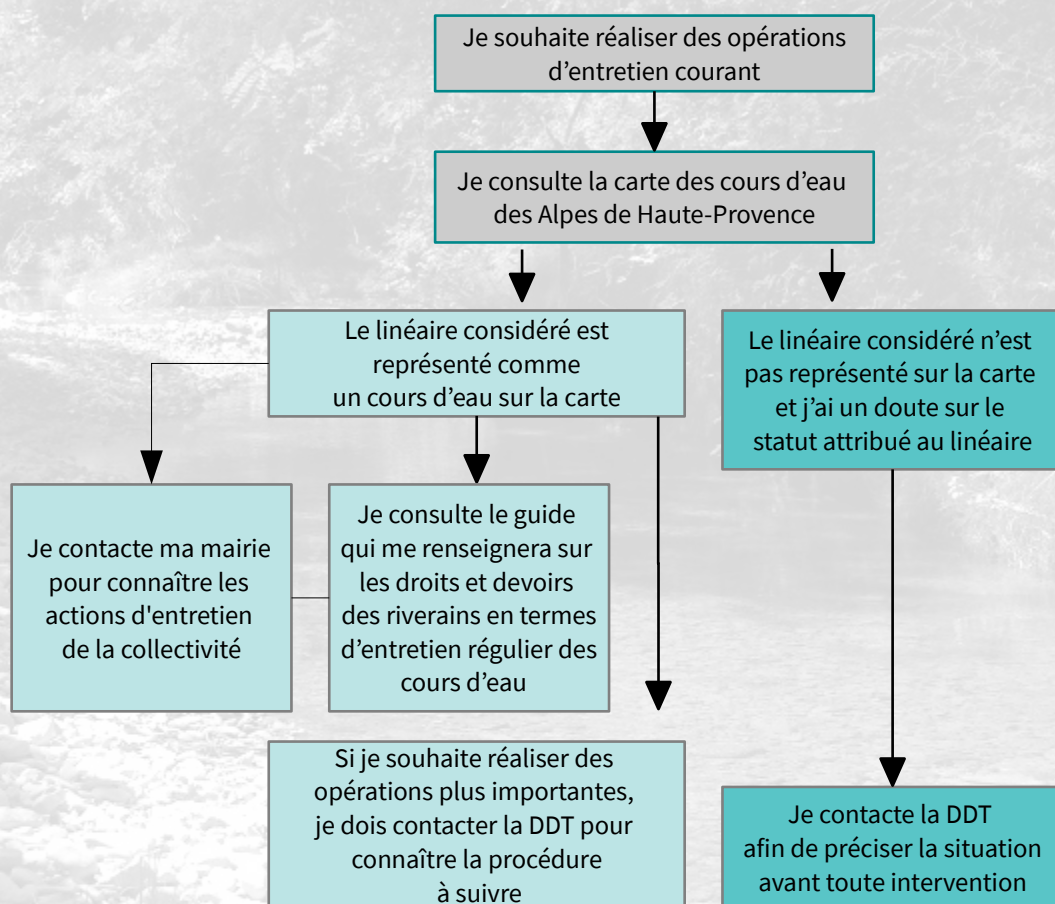 Je souhaite réaliser des opérations
d’entretien courant
Je consulte la carte des cours d’eau
des Alpes de Haute-Provence
Le linéaire considéré est
représenté comme
un cours d’eau sur la carte
Le linéaire considéré n’est
pas représenté sur la carte
et j’ai un doute sur le
statut attribué au linéaire
Je contacte ma mairie
pour connaître les
actions d'entretien
de la collectivité
Je consulte le guide
qui me renseignera sur
les droits et devoirs
des riverains en termes
d’entretien régulier des
cours d’eau
Si je souhaite réaliser des
opérations plus importantes,
je dois contacter la DDT pour
connaître la procédure
à suivre
Je contacte la DDT
afin de préciser la situation
avant toute intervention